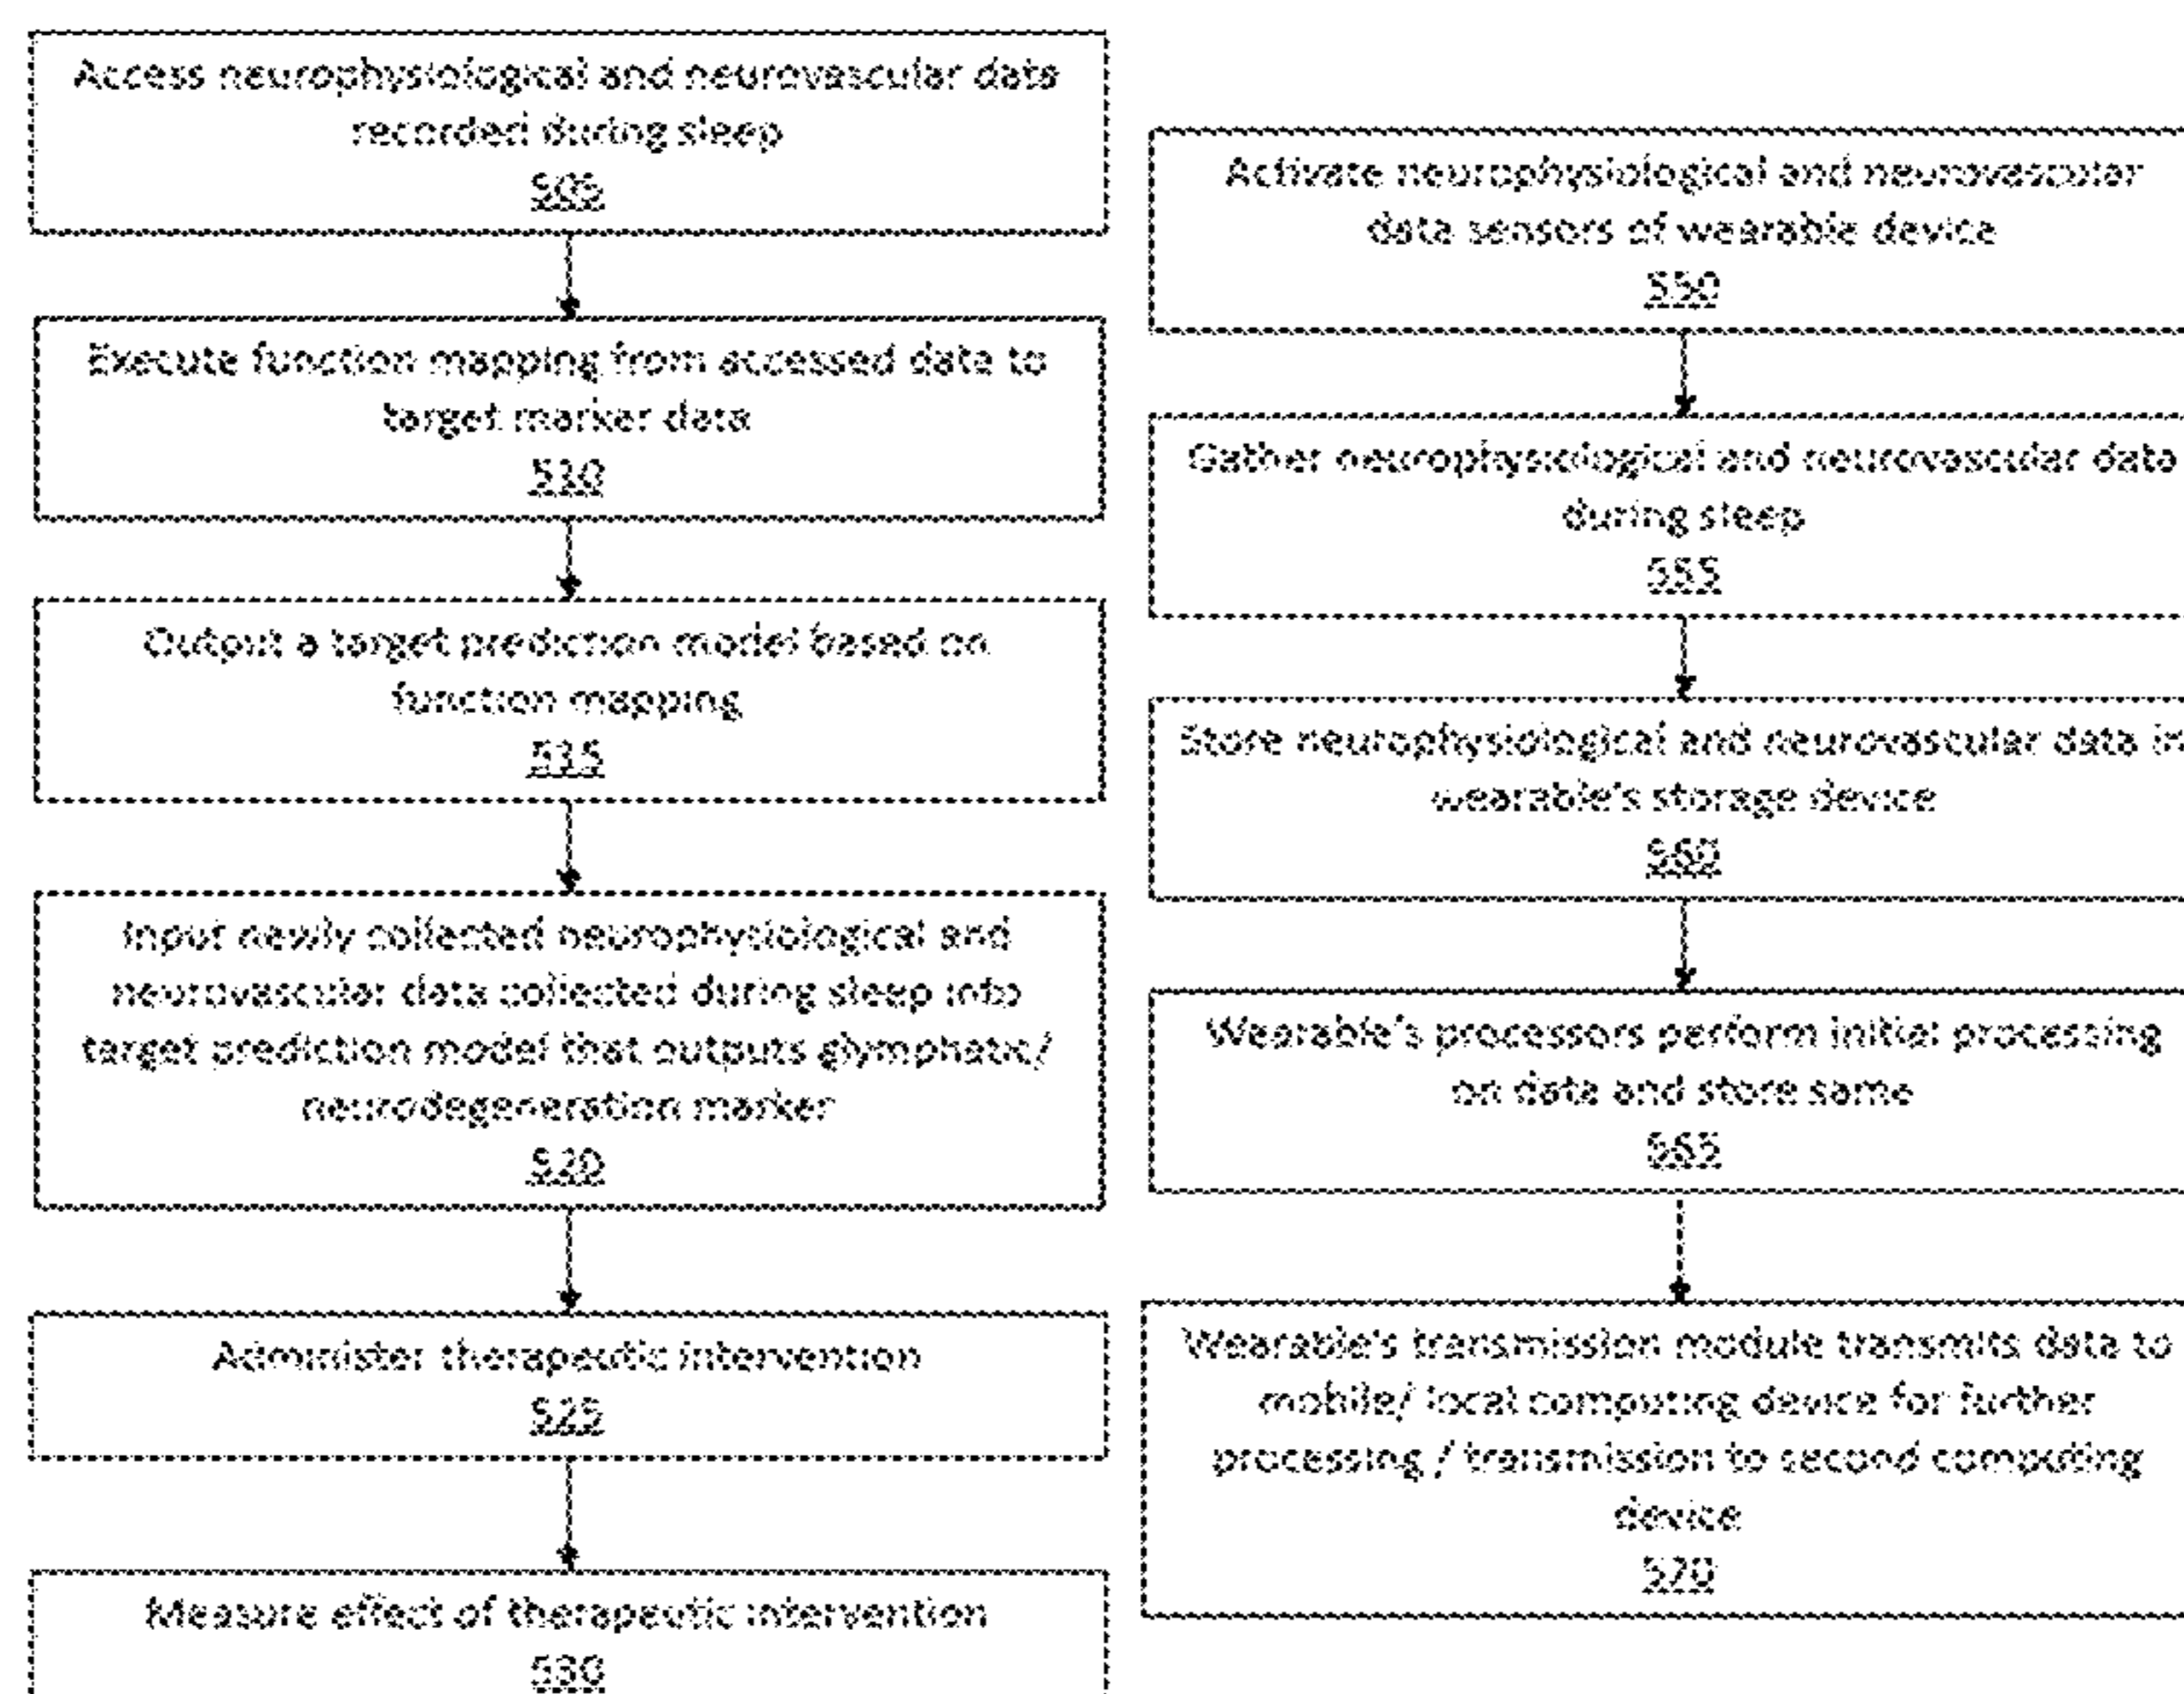 Access neurophysiological and neurovascular data
recorded during sleep
505
Execute function mapping from accessed data to
target marker data
510
Output a target prediction model based on
function mapping
515
Input newly collected neurophysiological and
neurovascular data collected during sleep into
target prediction model that outputs glymphatic/
neurodegeneration marker
520
Administer therapeutic intervention
525
Measure effect of therapeutic intervention
530
Activate neurophysiological and neurovascular
data sensors of wearable device
550
Gather neurophysiological and neurovascular data
during sleep
555
Store neurophysiological and neurovascular data in
wearable's storage device
560
Wearable's processors perform initial processing
on data and store same
565
Wearable's transmission module transmits data to
mobile/ local computing device for further
processing / transmission to second computing
device
570